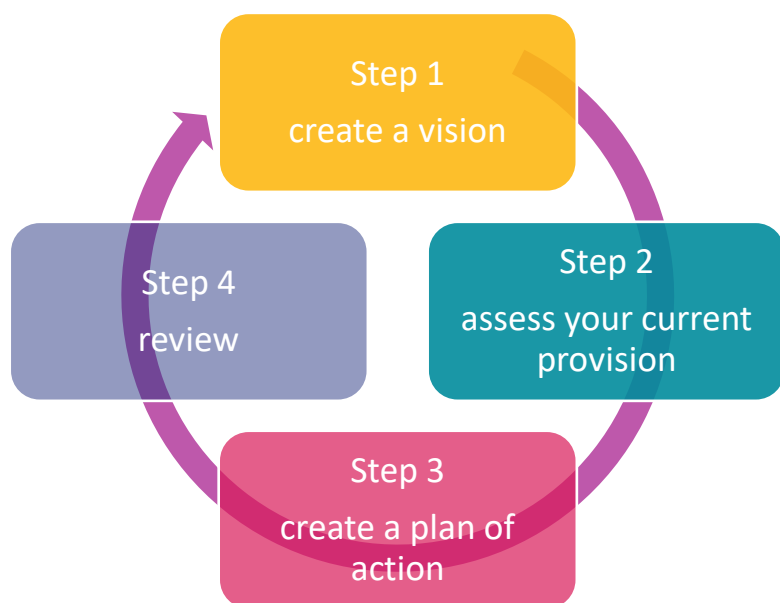 Step 1
create a vision
Step 2
assess your current
provision
Step 3
create a plan of
action
Step 4
review